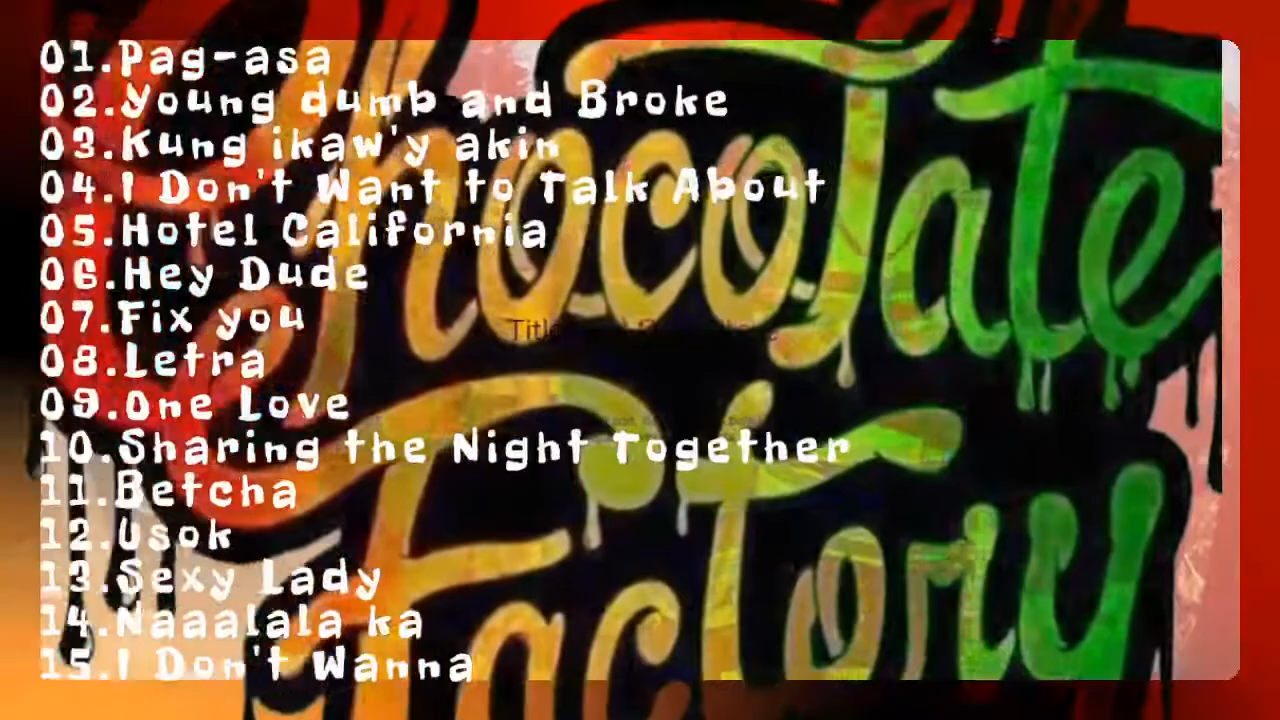 Chocolate
Factory
01.Pag-asa
02.Young dumb and Broke
03.Kung ikaw'y akin
04.I Don't Want to Talk About
05.Hotel California
06.Hey Dude
07.Fix you
08.Letra
09.One Love
10.Sharing the Night Together
11.Betcha
12.Usok
13.Sexy Lady
14.Naaalala ka
15.I Don't Wanna